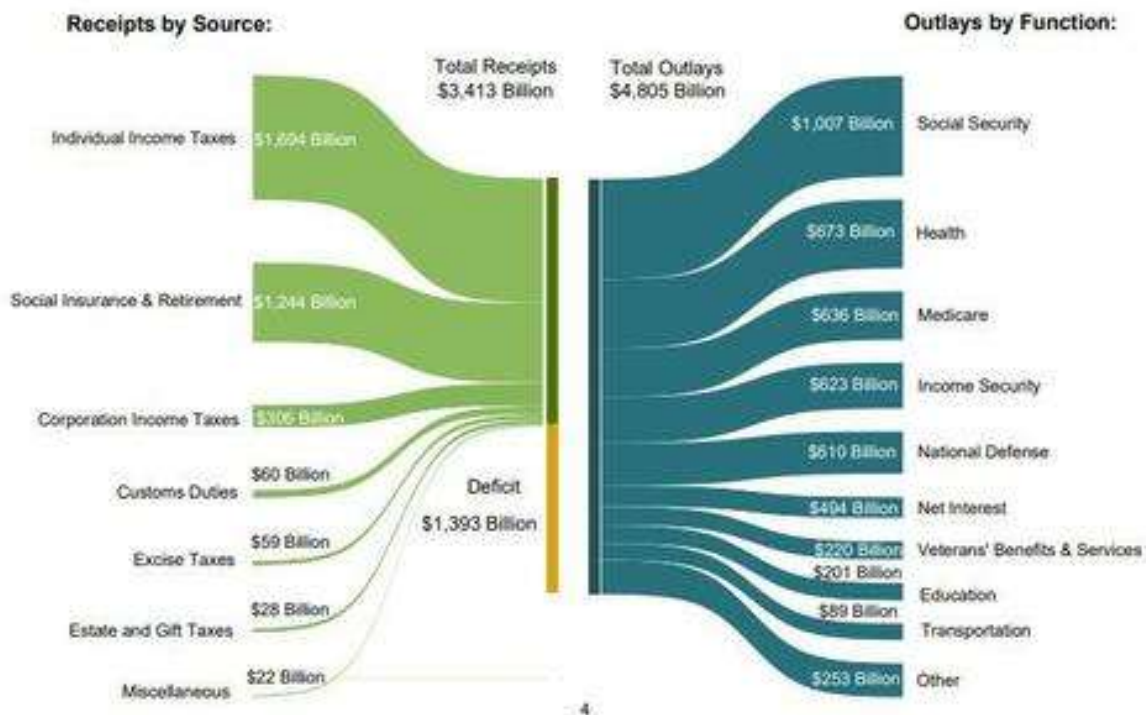 Receipts by Source:
Outlays by Function:
Total Receipts
$3,413 Billion
Total Outlays
$4,805 Billion
Individual Income Taxes
$1,694 Billion
Social Insurance & Retirement
$1,244 Billion
Corporation Income Taxes
$305 Billion
Customs Duties
$60 Billion
Excise Taxes
$59 Billion
Estate and Gift Taxes
$28 Billion
Miscellaneous
$22 Billion
Deficit
$1,393 Billion
$1,007 Billion
Social Security
$673 Billion
Health
$636 Billion
Medicare
$623 Billion
Income Security
$610 Billion
National Defense
$494 Billion
Net Interest
$220 Billion
Veterans' Benefits & Services
$201 Billion
Education
$89 Billion
Transportation
$253 Billion
Other
4